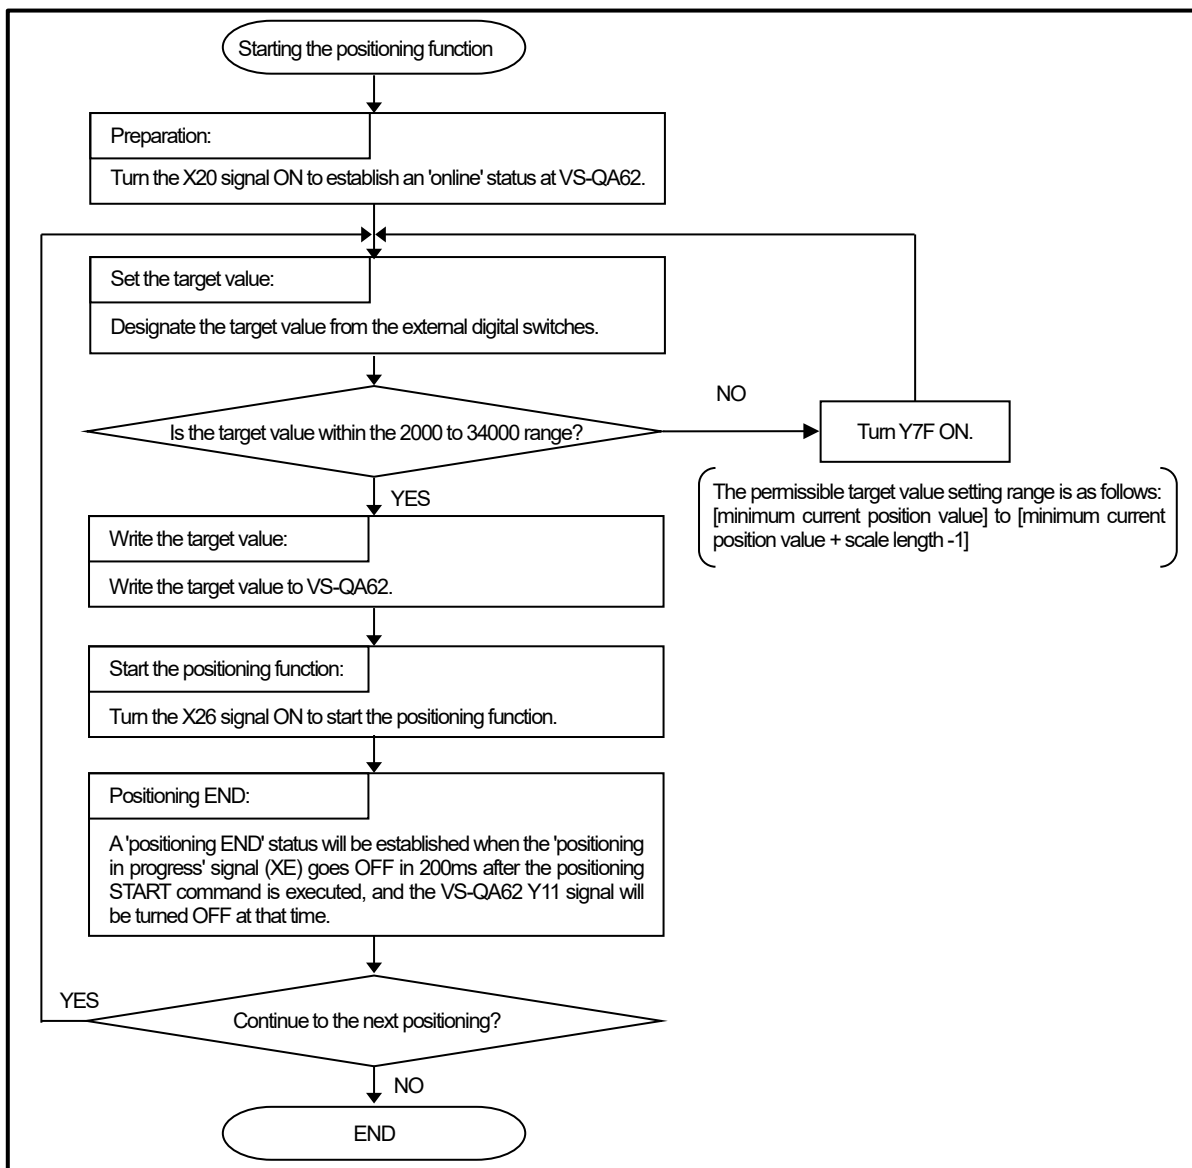 Starting the positioning function
Preparation:
Turn the X20 signal ON to establish an 'online' status at VS-QA62.
Set the target value:
Designate the target value from the external digital switches.
Is the target value within the 2000 to 34000 range?
NO
Turn Y7F ON.
The permissible target value setting range is as follows:
[minimum current position value] to [minimum current
position value + scale length -1]
YES
Write the target value:
Write the target value to VS-QA62.
Start the positioning function:
Turn the X26 signal ON to start the positioning function.
Positioning END:
A 'positioning END' status will be established when the 'positioning
in progress' signal (XE) goes OFF in 200ms after the positioning
START command is executed, and the VS-QA62 Y11 signal will
be turned OFF at that time.
YES
Continue to the next positioning?
NO
END